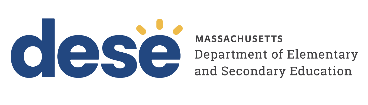 dese
MASSACHUSETTS
Department of Elementary
and Secondary Education